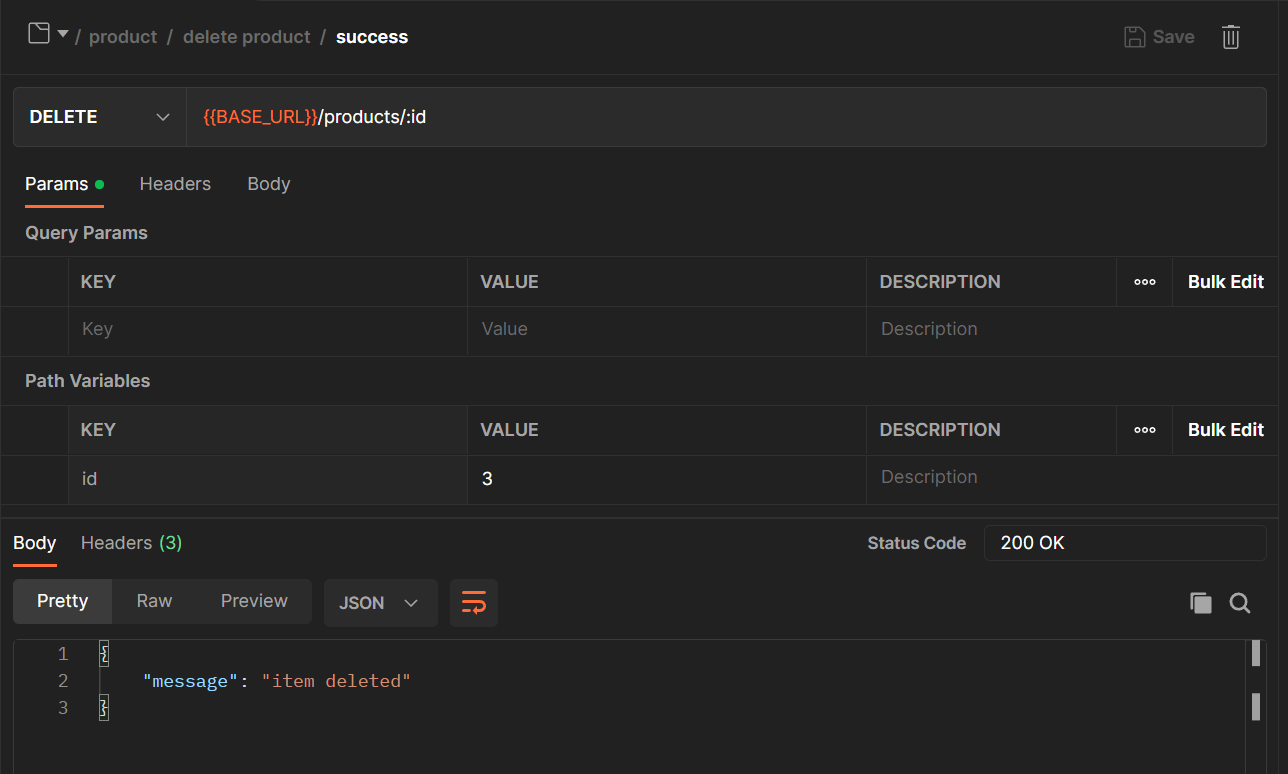 / product / delete product / success Save
DELETE {{BASE_URL}}/products/:id
Params Headers Body
Query Params
KEY VALUE DESCRIPTION Bulk Edit
Key Value Description
Path Variables
KEY VALUE DESCRIPTION Bulk Edit
id 3 Description
Body Headers (3) Status Code 200 OK
Pretty Raw Preview JSON
1 {
2 "message": "item deleted"
3 }